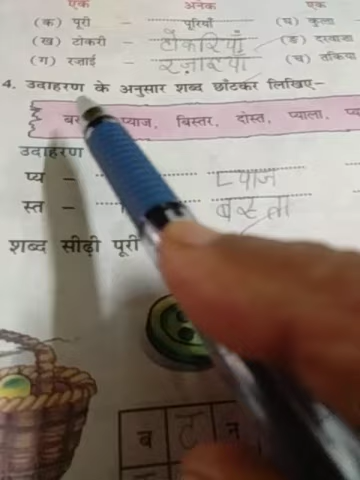 एक अनेक एक
(क) पूरी - पूरियाँ (घ) कुत्ता
(ख) टोकरी - टोकरियाँ (ङ)
(ग) रज़ाई - रज़ाइयाँ (च) तकिया
4. उदाहरण के अनुसार शब्द छाँटकर लिखिए-
प्याज, बिस्तर, दोस्त, प्याला,
उदाहरण
प्य - प्याज
स्त - बस्ता
शब्द सीढ़ी पूरी
ब ट न